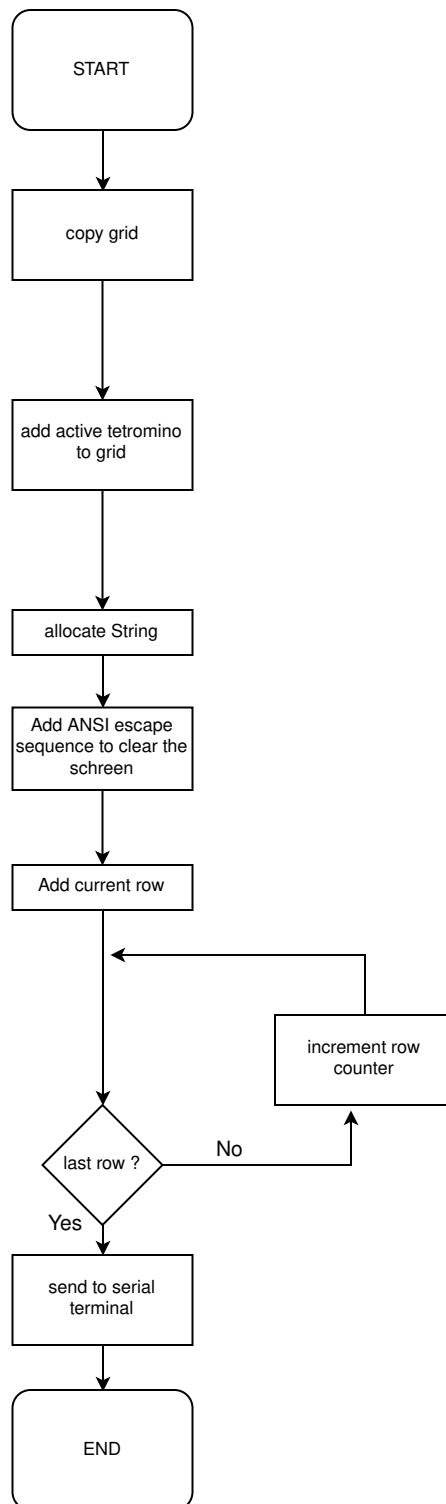 START
copy grid
add active tetromino
to grid
allocate String
Add ANSI escape
sequence to clear the
schreen
Add current row
increment row
counter
last row ?
No
Yes
send to serial
terminal
END